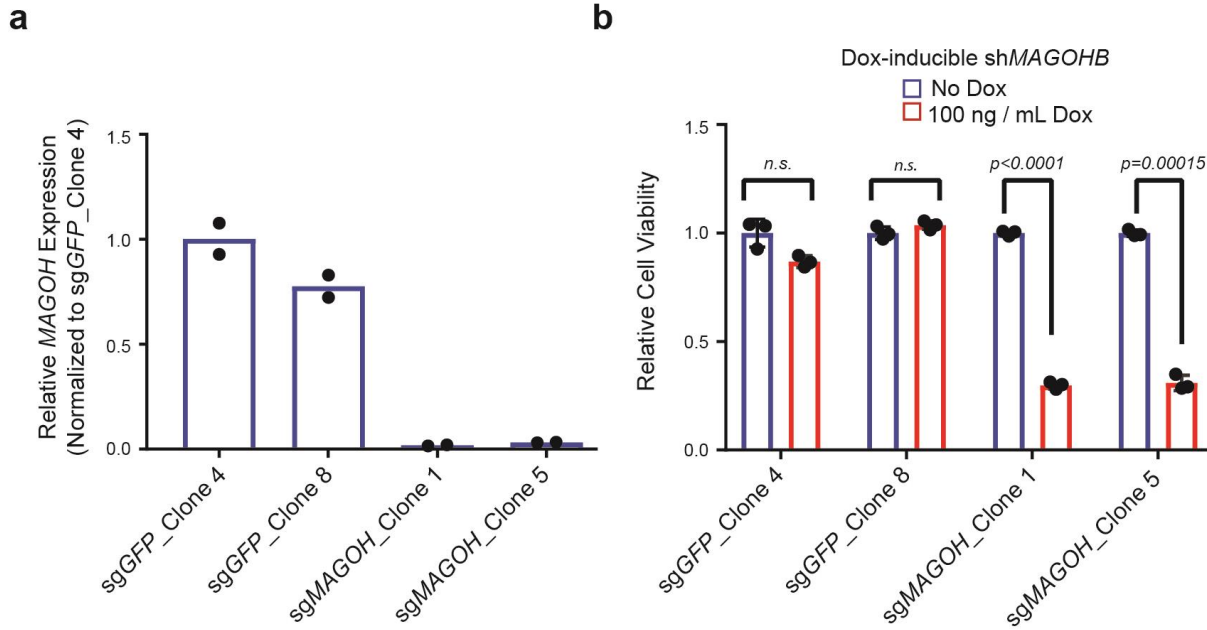 a
Relative MAGOH Expression
(Normalized to sgGFP_Clone 4)
1.5
1.0
0.5
0.0
sgGFP_Clone 4
sgGFP_Clone 8
sgMAGOH_Clone 1
sgMAGOH_Clone 5
b
Dox-inducible shMAGOHB
No Dox
100 ng / mL Dox
Relative Cell Viability
1.5
1.0
0.5
0.0
n.s.
n.s.
p<0.0001
p=0.00015
sgGFP_Clone 4
sgGFP_Clone 8
sgMAGOH_Clone 1
sgMAGOH_Clone 5